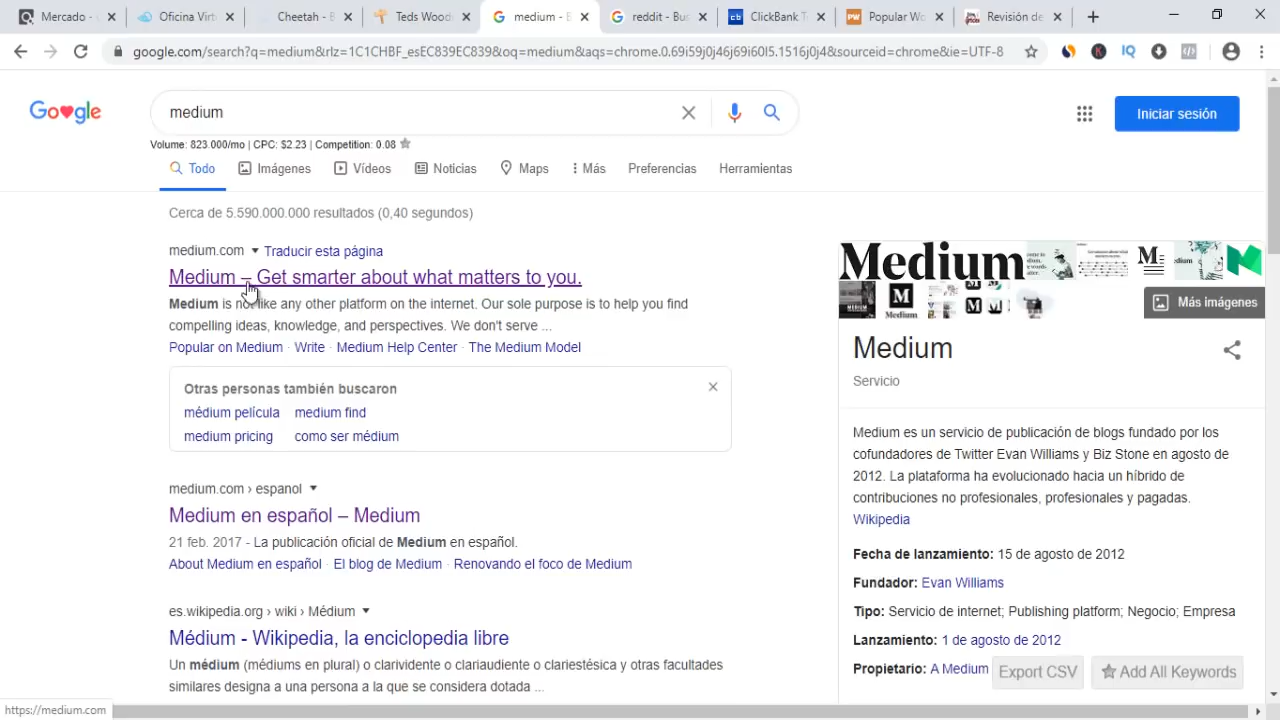 Mercado -
Oficina Virtu
Cheetah - B
Teds Wood
medium - B
reddit - Bus
ClickBank T
Popular Wo
Revisión de
google.com/search?q=medium&rlz=1C1CHBF_esEC839EC839&oq=medium&aqs=chrome.0.69i59j0j46j69i60l5.1516j0j4&sourceid=chrome&ie=UTF-8
Google
medium
Iniciar sesión
Volume: 823.000/mo | CPC: $2.23 | Competition: 0.08
Todo Imágenes Vídeos Noticias Maps Más Preferencias Herramientas
Cerca de 5.590.000.000 resultados (0,40 segundos)
medium.com Traducir esta página
Medium – Get smarter about what matters to you.
Medium is not like any other platform on the internet. Our sole purpose is to help you find
compelling ideas, knowledge, and perspectives. We don't serve ...
Popular on Medium · Write · Medium Help Center · The Medium Model
Otras personas también buscaron
médium película medium find
medium pricing como ser médium
medium.com › espanol
Medium en español – Medium
21 feb. 2017 - La publicación oficial de Medium en español.
About Medium en español · El blog de Medium · Renovando el foco de Medium
es.wikipedia.org › wiki › Médium
Médium - Wikipedia, la enciclopedia libre
Un médium (médiums en plural) o clarividente o clariaudiente o clariestésica y otras facultades
similares designa a una persona a la que se considera dotada ...
Medium
Medium
Más imágenes
Medium
Servicio
Medium es un servicio de publicación de blogs fundado por los
cofundadores de Twitter Evan Williams y Biz Stone en agosto de
2012. La plataforma ha evolucionado hacia un híbrido de
contribuciones no profesionales, profesionales y pagadas.
Wikipedia
Fecha de lanzamiento: 15 de agosto de 2012
Fundador: Evan Williams
Tipo: Servicio de internet; Publishing platform; Negocio; Empresa
Lanzamiento: 1 de agosto de 2012
Propietario: A Medium
Export CSV
Add All Keywords
https://medium.com